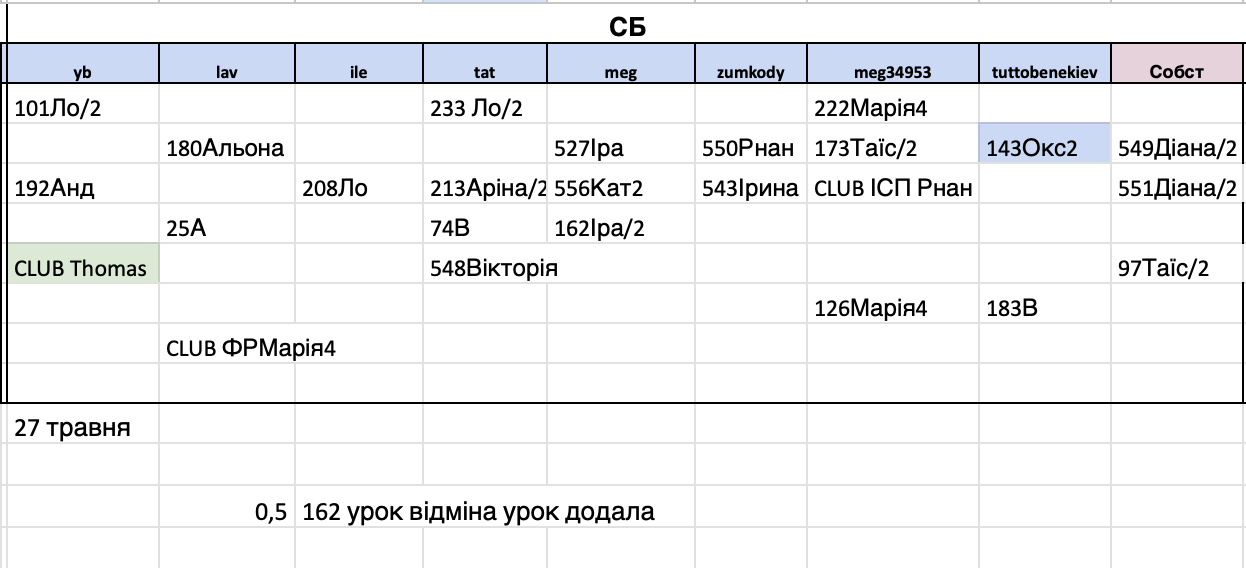 СБ
yb lav ile tat meg zumkody meg34953 tuttobenekiev Собст
101Ло/2 233 Ло/2 222Марія4
180Альона 527Іра 550Рнан 173Таїс/2 143Окс2 549Діана/2
192Анд 208Ло 213Аріна/2 556Кат2 543Ірина CLUB ІСП Рнан 551Діана/2
25А 74В 162Іра/2
CLUB Thomas 548Вікторія 97Таїс/2
126Марія4 183В
CLUB ФРМарія4
27 травня
0,5 162 урок відміна урок додала